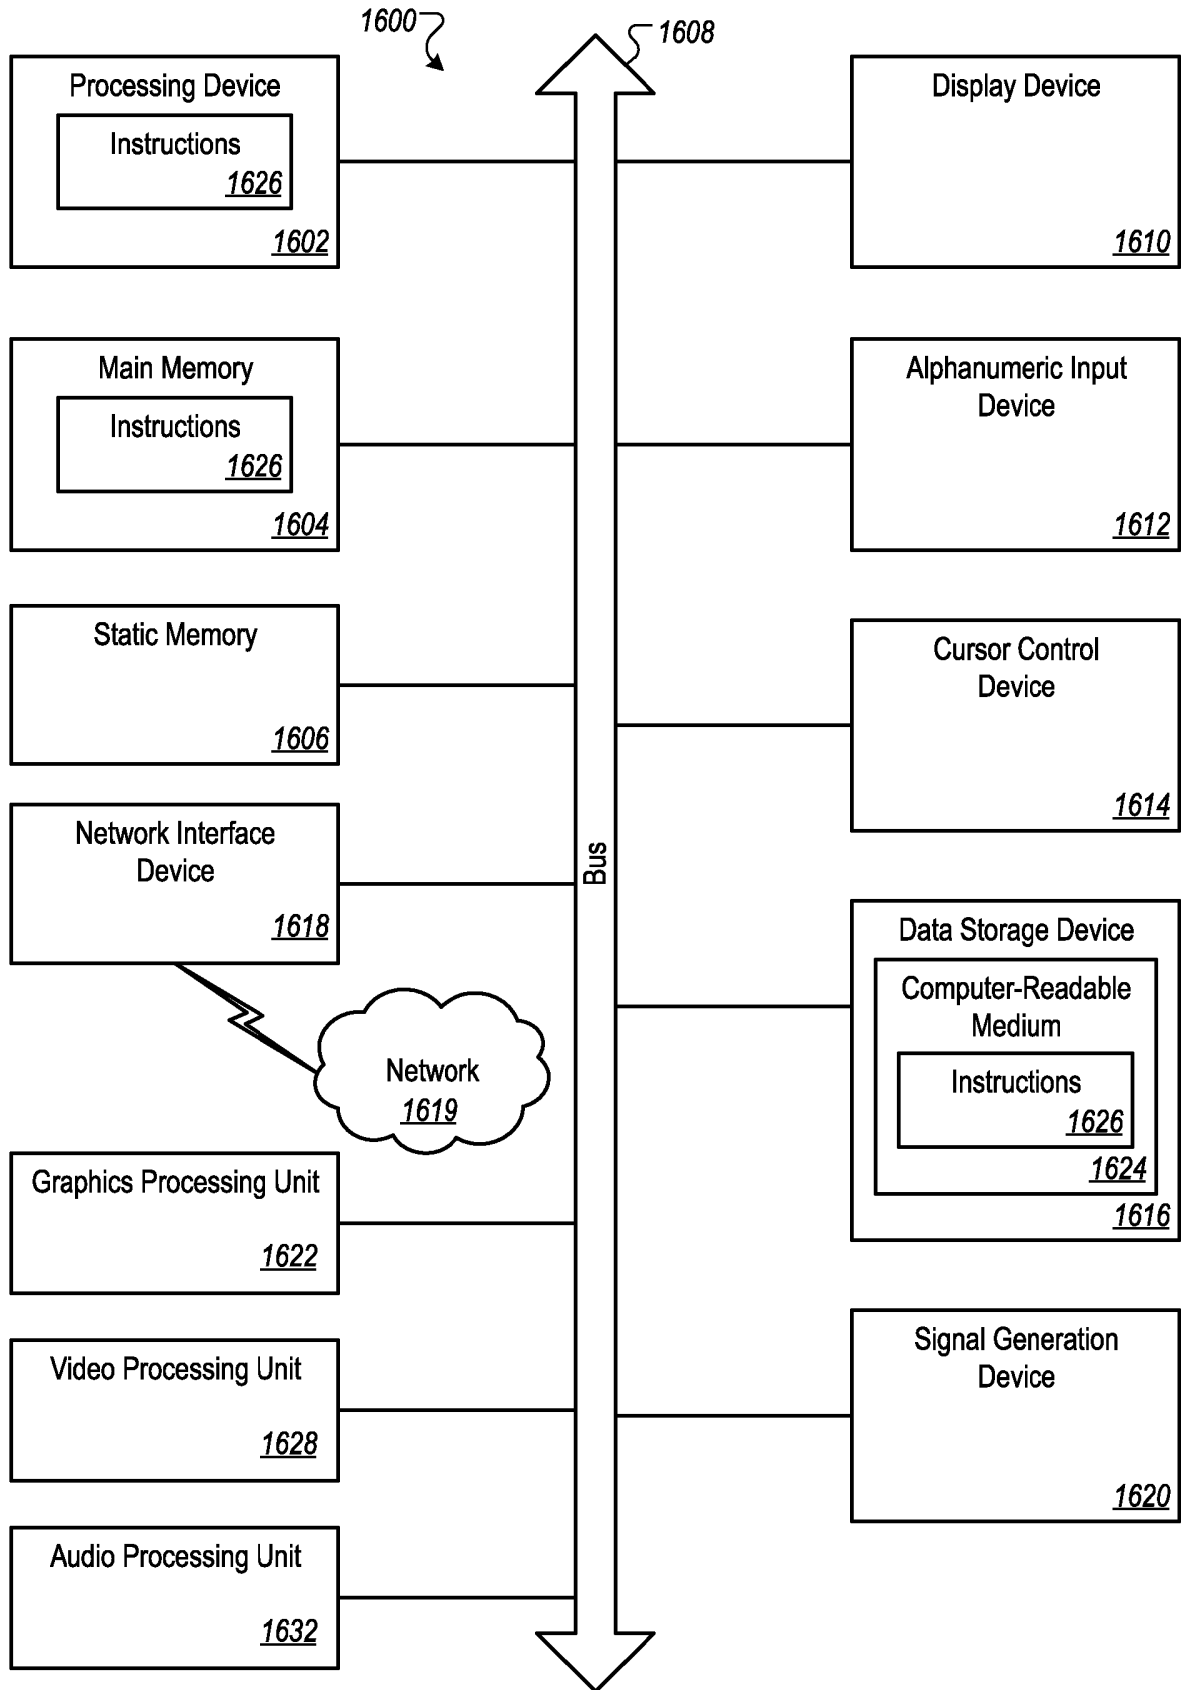 1600
1608
Processing Device
Instructions
1626
1602
Main Memory
Instructions
1626
1604
Static Memory
1606
Network Interface
Device
1618
Network
1619
Graphics Processing Unit
1622
Video Processing Unit
1628
Audio Processing Unit
1632
Bus
Display Device
1610
Alphanumeric Input
Device
1612
Cursor Control
Device
1614
Data Storage Device
Computer-Readable
Medium
Instructions
1626
1624
1616
Signal Generation
Device
1620